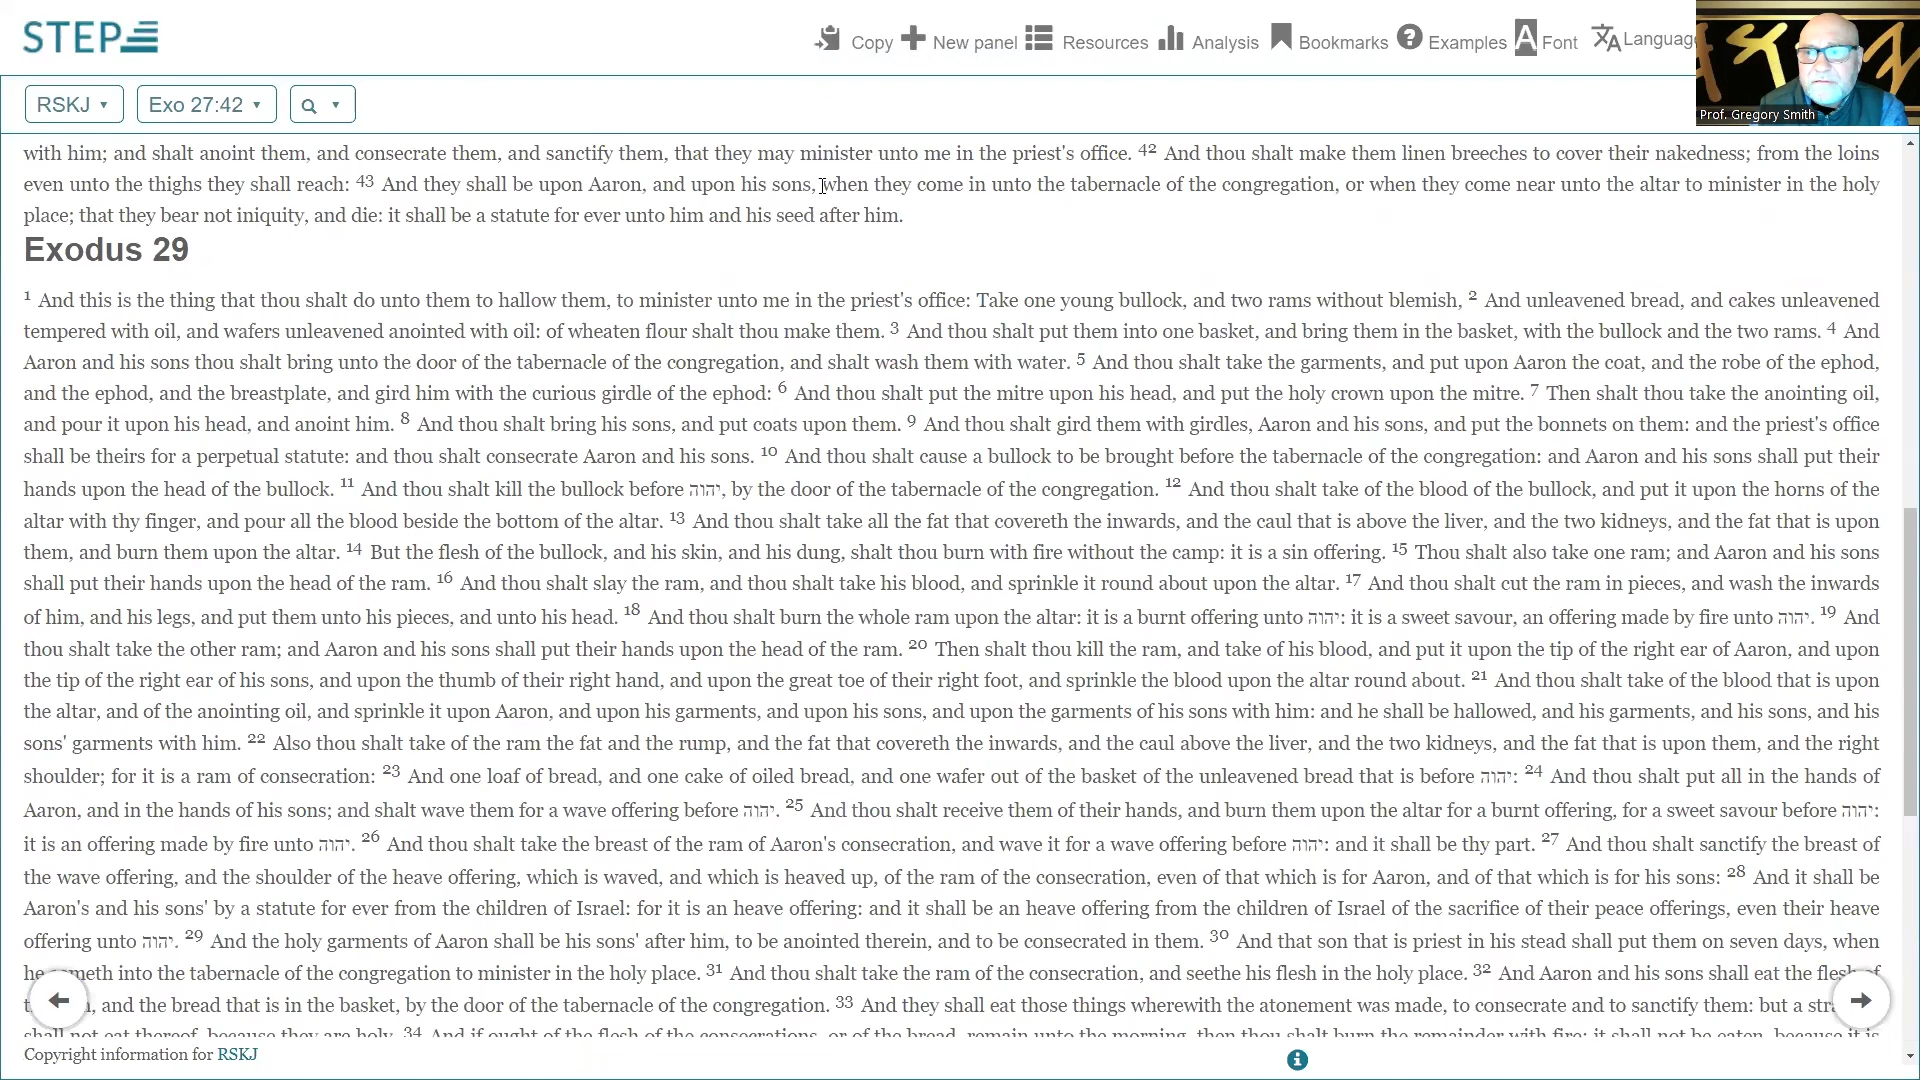 STEP
Copy New panel Resources Analysis Bookmarks Examples A Font Languag
RSKJ Exo 27:42
Prof. Gregory Smith
with him; and shalt anoint them, and consecrate them, and sanctify them, that they may minister unto me in the priest's office. 42 And thou shalt make them linen breeches to cover their nakedness; from the loins
even unto the thighs they shall reach: 43 And they shall be upon Aaron, and upon his sons, when they come in unto the tabernacle of the congregation, or when they come near unto the altar to minister in the holy
place; that they bear not iniquity, and die: it shall be a statute for ever unto him and his seed after him.
Exodus 29
1 And this is the thing that thou shalt do unto them to hallow them, to minister unto me in the priest's office: Take one young bullock, and two rams without blemish, 2 And unleavened bread, and cakes unleavened
tempered with oil, and wafers unleavened anointed with oil: of wheaten flour shalt thou make them. 3 And thou shalt put them into one basket, and bring them in the basket, with the bullock and the two rams. 4 And
Aaron and his sons thou shalt bring unto the door of the tabernacle of the congregation, and shalt wash them with water. 5 And thou shalt take the garments, and put upon Aaron the coat, and the robe of the ephod,
and the ephod, and the breastplate, and gird him with the curious girdle of the ephod: 6 And thou shalt put the mitre upon his head, and put the holy crown upon the mitre. 7 Then shalt thou take the anointing oil,
and pour it upon his head, and anoint him. 8 And thou shalt bring his sons, and put coats upon them. 9 And thou shalt gird them with girdles, Aaron and his sons, and put the bonnets on them: and the priest's office
shall be theirs for a perpetual statute: and thou shalt consecrate Aaron and his sons. 10 And thou shalt cause a bullock to be brought before the tabernacle of the congregation: and Aaron and his sons shall put their
hands upon the head of the bullock. 11 And thou shalt kill the bullock before יהוה, by the door of the tabernacle of the congregation. 12 And thou shalt take of the blood of the bullock, and put it upon the horns of the
altar with thy finger, and pour all the blood beside the bottom of the altar. 13 And thou shalt take all the fat that covereth the inwards, and the caul that is above the liver, and the two kidneys, and the fat that is upon
them, and burn them upon the altar. 14 But the flesh of the bullock, and his skin, and his dung, shalt thou burn with fire without the camp: it is a sin offering. 15 Thou shalt also take one ram; and Aaron and his sons
shall put their hands upon the head of the ram. 16 And thou shalt slay the ram, and thou shalt take his blood, and sprinkle it round about upon the altar. 17 And thou shalt cut the ram in pieces, and wash the inwards
of him, and his legs, and put them unto his pieces, and unto his head. 18 And thou shalt burn the whole ram upon the altar: it is a burnt offering unto יהוה: it is a sweet savour, an offering made by fire unto יהוה. 19 And
thou shalt take the other ram; and Aaron and his sons shall put their hands upon the head of the ram. 20 Then shalt thou kill the ram, and take of his blood, and put it upon the tip of the right ear of Aaron, and upon
the tip of the right ear of his sons, and upon the thumb of their right hand, and upon the great toe of their right foot, and sprinkle the blood upon the altar round about. 21 And thou shalt take of the blood that is upon
the altar, and of the anointing oil, and sprinkle it upon Aaron, and upon his garments, and upon his sons, and upon the garments of his sons with him: and he shall be hallowed, and his garments, and his sons, and his
sons' garments with him. 22 Also thou shalt take of the ram the fat and the rump, and the fat that covereth the inwards, and the caul above the liver, and the two kidneys, and the fat that is upon them, and the right
shoulder; for it is a ram of consecration: 23 And one loaf of bread, and one cake of oiled bread, and one wafer out of the basket of the unleavened bread that is before יהוה: 24 And thou shalt put all in the hands of
Aaron, and in the hands of his sons; and shalt wave them for a wave offering before יהוה. 25 And thou shalt receive them of their hands, and burn them upon the altar for a burnt offering, for a sweet savour before יהוה:
it is an offering made by fire unto יהוה. 26 And thou shalt take the breast of the ram of Aaron's consecration, and wave it for a wave offering before יהוה: and it shall be thy part. 27 And thou shalt sanctify the breast of
the wave offering, and the shoulder of the heave offering, which is waved, and which is heaved up, of the ram of the consecration, even of that which is for Aaron, and of that which is for his sons: 28 And it shall be
Aaron's and his sons' by a statute for ever from the children of Israel: for it is an heave offering: and it shall be an heave offering from the children of Israel of the sacrifice of their peace offerings, even their heave
offering unto יהוה. 29 And the holy garments of Aaron shall be his sons' after him, to be anointed therein, and to be consecrated in them. 30 And that son that is priest in his stead shall put them on seven days, when
he meth into the tabernacle of the congregation to minister in the holy place. 31 And thou shalt take the ram of the consecration, and seethe his flesh in the holy place. 32 And Aaron and his sons shall eat the flesh of
and the bread that is in the basket, by the door of the tabernacle of the congregation. 33 And they shall eat those things wherewith the atonement was made, to consecrate and to sanctify them: but a
shall not eat thereof, because they are holy. 34 And if ought of the flesh of the consecrations, or of the bread, remain unto the morning, then thou shalt burn the remainder with fire: it shall not be eaten, because it is
Copyright information for RSKJ